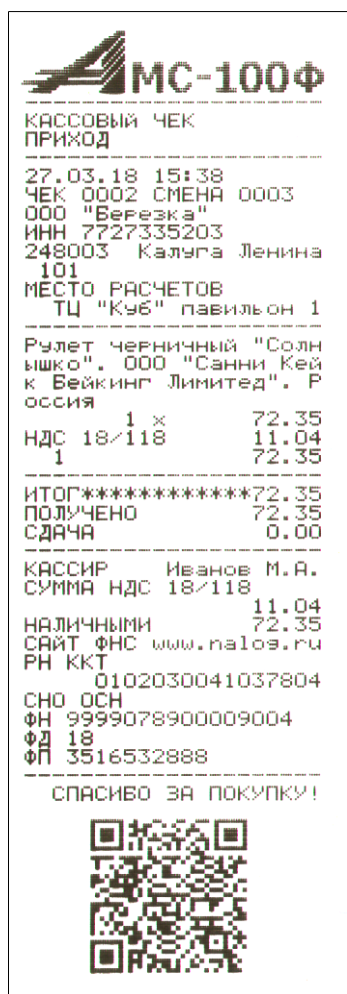 АМС-100Ф
КАССОВЫЙ ЧЕК
ПРИХОД
27.03.18 15:38
ЧЕК 0002 СМЕНА 0003
ООО "Березка"
ИНН 7727335203
248003 Калуга Ленина
101
МЕСТО РАСЧЕТОВ
ТЦ "Куб" павильон 1
Рулет черничный "Солн
ышко". ООО "Санни Кей
к Бейкинг Лимитед". Р
оссия
1 × 72.35
НДС 18/118 11.04
1 72.35
ИТОГ************72.35
ПОЛУЧЕНО 72.35
СДАЧА 0.00
КАССИР Иванов М.А.
СУММА НДС 18/118
11.04
НАЛИЧНЫМИ 72.35
САЙТ ФНС www.nalog.ru
РН ККТ
0102030041037804
СНО ОСН
ФН 9999078900009004
ФД 18
ФП 3516532888
СПАСИБО ЗА ПОКУПКУ!